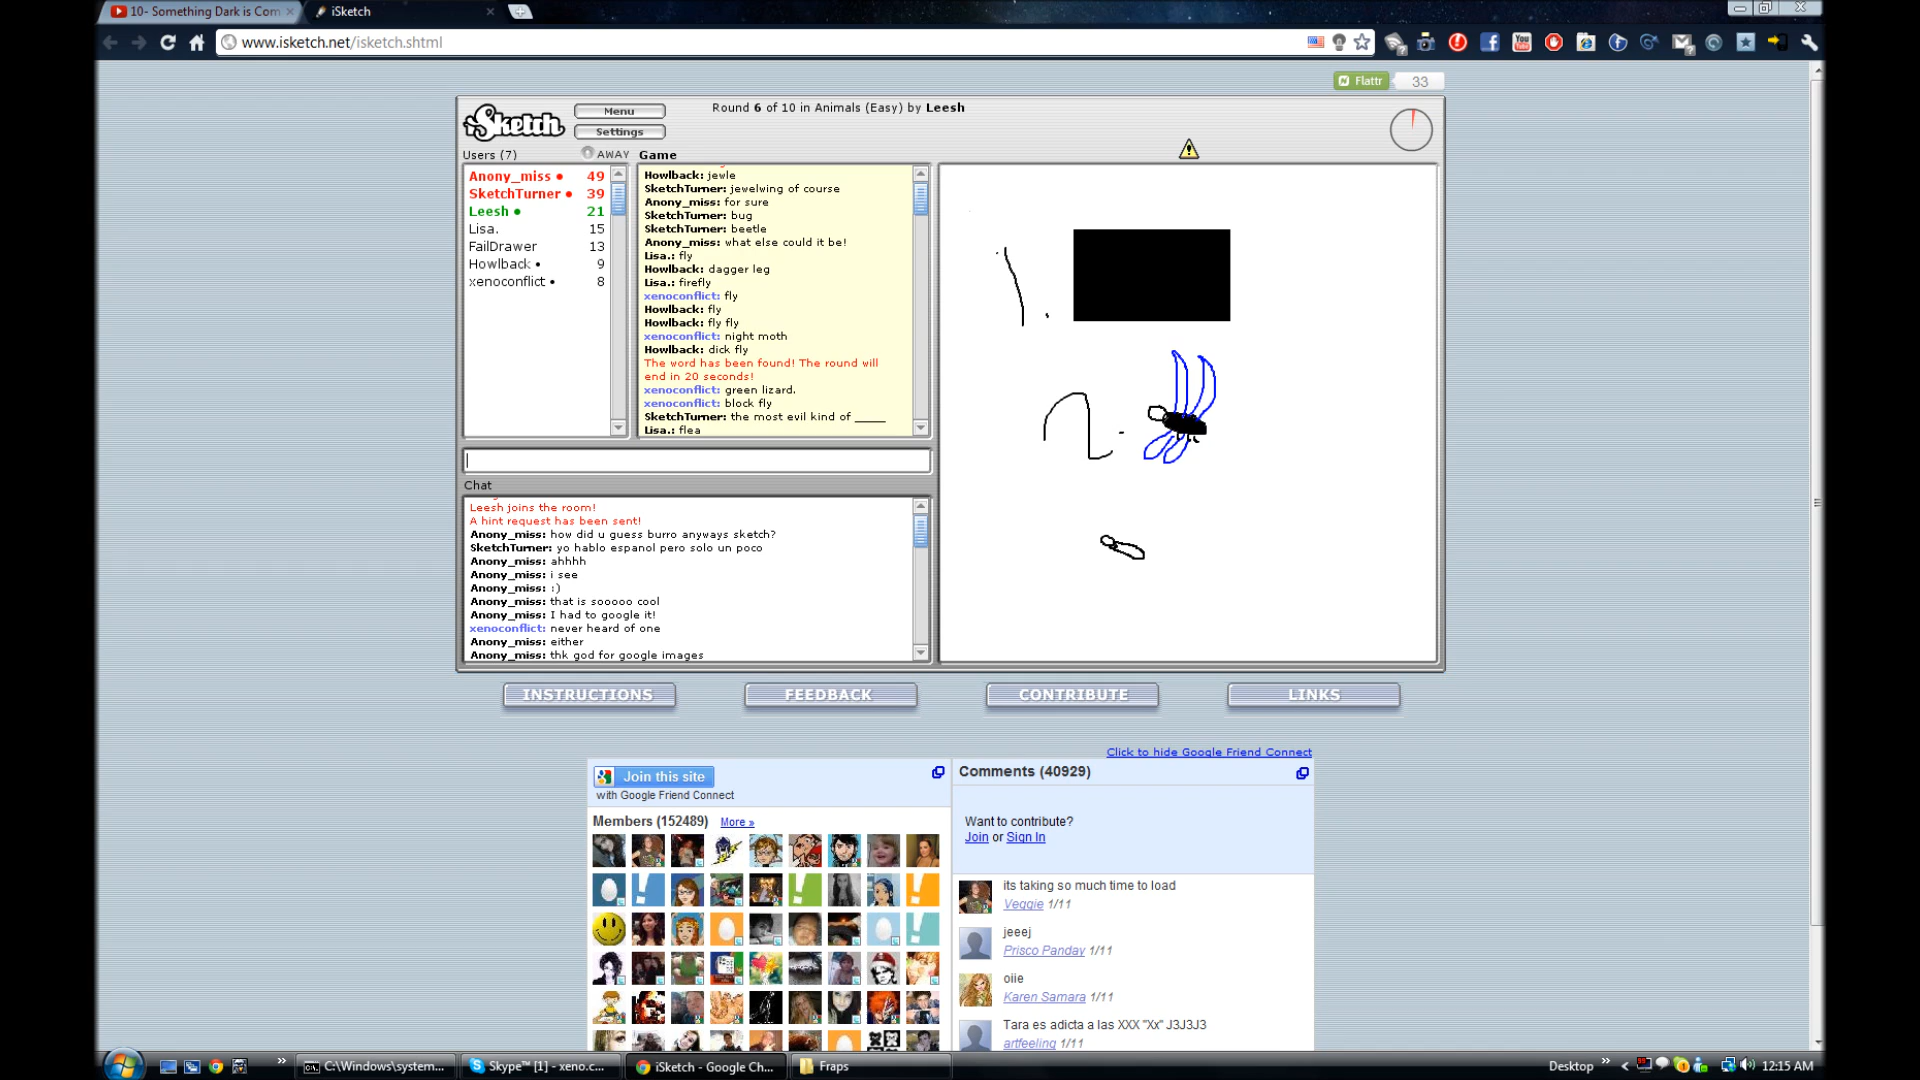 10- Something Dark is Com
iSketch
www.isketch.net/isketch.shtml
Flattr 33
iSketch
Menu
Settings
Round 6 of 10 in Animals (Easy) by Leesh
Users (7)
AWAY
Game
Anony_miss • 49
SketchTurner • 39
Leesh • 21
Lisa. 15
FailDrawer 13
Howlback • 9
xenoconflict • 8
Howlback: jewle
SketchTurner: jewelwing of course
Anony_miss: for sure
SketchTurner: bug
SketchTurner: beetle
Anony_miss: what else could it be!
Lisa.: fly
Howlback: dagger leg
Lisa.: firefly
xenoconflict: fly
Howlback: fly
Howlback: fly fly
xenoconflict: night moth
Howlback: dick fly
The word has been found! The round will
end in 20 seconds!
xenoconflict: green lizard.
xenoconflict: block fly
SketchTurner: the most evil kind of _____
Lisa.: flea
1.
2.
Chat
Leesh joins the room!
A hint request has been sent!
Anony_miss: how did u guess burro anyways sketch?
SketchTurner: yo hablo espanol pero solo un poco
Anony_miss: ahhhh
Anony_miss: i see
Anony_miss: :)
Anony_miss: that is sooooo cool
Anony_miss: I had to google it!
xenoconflict: never heard of one
Anony_miss: either
Anony_miss: thk god for google images
INSTRUCTIONS
FEEDBACK
CONTRIBUTE
LINKS
Click to hide Google Friend Connect
Join this site
with Google Friend Connect
Members (152489) More »
Comments (40929)
Want to contribute?
Join or Sign In
its taking so much time to load
Veggie 1/11
jeeej
Prisco Panday 1/11
oiie
Karen Samara 1/11
Tara es adicta a las XXX "Xx" J3J3J3
artfeeling 1/11
C:\Windows\system...
Skype™ [1] - xeno.c...
iSketch - Google Ch...
Fraps
Desktop
12:15 AM